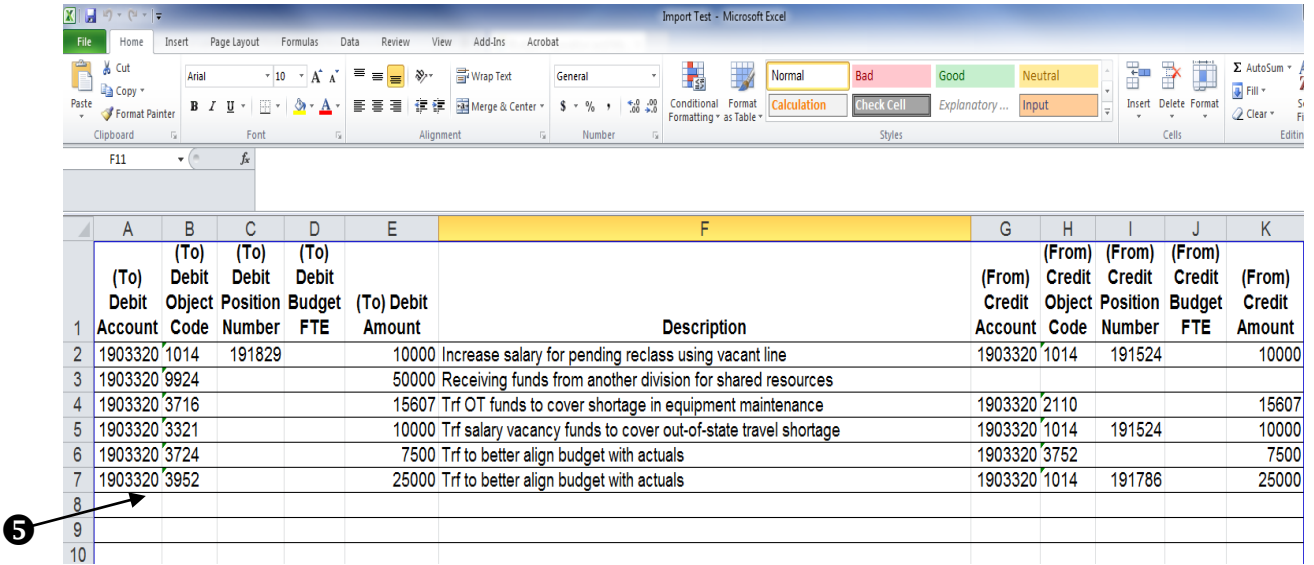 Import Test - Microsoft Excel
File Home Insert Page Layout Formulas Data Review View Add-Ins Acrobat
Cut Arial 10 A A Wrap Text General Normal Bad Good Neutral Σ AutoSum
Copy Fill
Paste Format Painter B I U A Merge & Center $ % , .0 .00 .00 .0 Conditional Formatting Format as Table Calculation Check Cell Explanatory ... Input Insert Delete Format Clear
Clipboard Font Alignment Number Styles Cells Editin
F11 fx
A B C D E F G H I J K
1 (To) Debit Account (To) Debit Object Code (To) Debit Position Number (To) Debit Budget FTE (To) Debit Amount Description (From) Credit Account (From) Credit Object Code (From) Credit Position Number (From) Credit Budget FTE (From) Credit Amount
2 1903320 1014 191829 10000 Increase salary for pending reclass using vacant line 1903320 1014 191524 10000
3 1903320 9924 50000 Receiving funds from another division for shared resources
4 1903320 3716 15607 Trf OT funds to cover shortage in equipment maintenance 1903320 2110 15607
5 1903320 3321 10000 Trf salary vacancy funds to cover out-of-state travel shortage 1903320 1014 191524 10000
6 1903320 3724 7500 Trf to better align budget with actuals 1903320 3752 7500
7 1903320 3952 25000 Trf to better align budget with actuals 1903320 1014 191786 25000
8
❺ 9
10